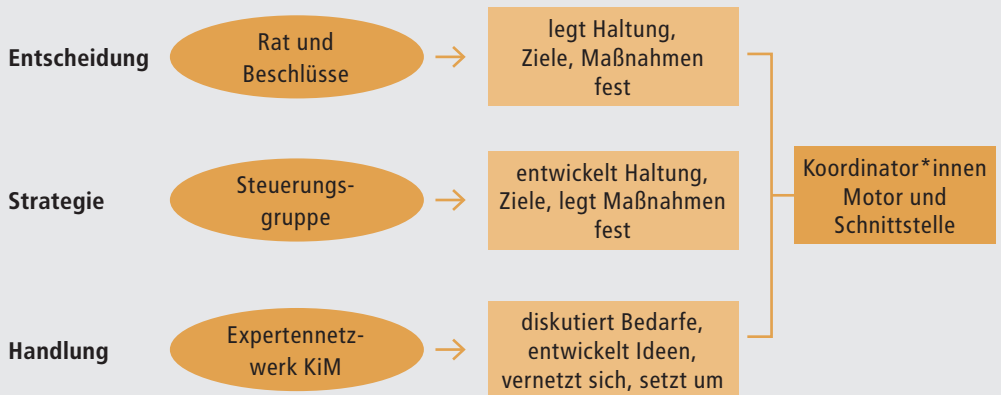 Entscheidung
Rat und
Beschlüsse
legt Haltung,
Ziele, Maßnahmen
fest
Strategie
Steuerungs-
gruppe
entwickelt Haltung,
Ziele, legt Maßnahmen
fest
Koordinator*innen
Motor und
Schnittstelle
Handlung
Expertennetz-
werk KiM
diskutiert Bedarfe,
entwickelt Ideen,
vernetzt sich, setzt um